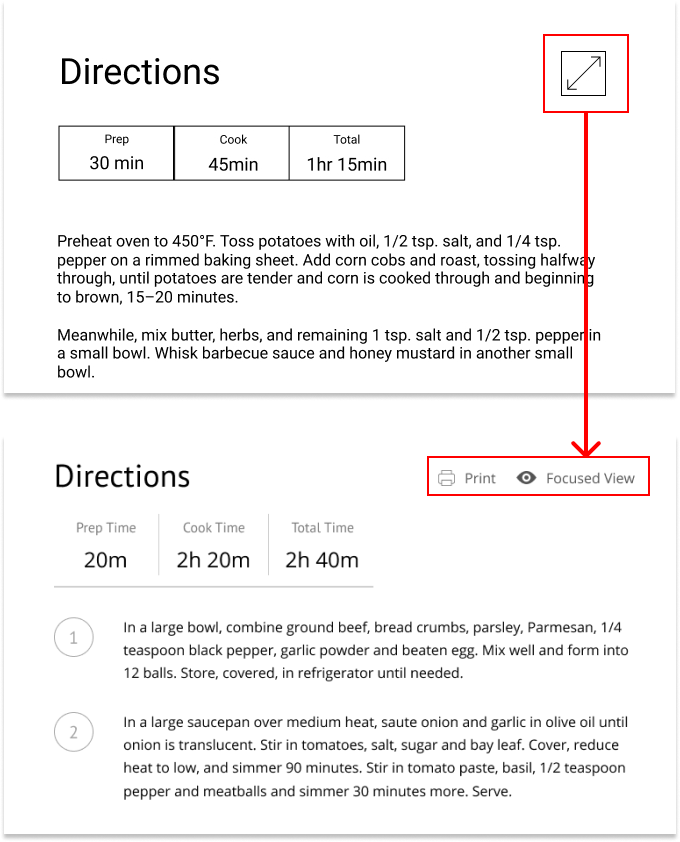 Directions
Prep Cook Total
30 min 45min 1hr 15min
Preheat oven to 450°F. Toss potatoes with oil, 1/2 tsp. salt, and 1/4 tsp.
pepper on a rimmed baking sheet. Add corn cobs and roast, tossing halfway
through, until potatoes are tender and corn is cooked through and beginning
to brown, 15–20 minutes.
Meanwhile, mix butter, herbs, and remaining 1 tsp. salt and 1/2 tsp. pepper in
a small bowl. Whisk barbecue sauce and honey mustard in another small
bowl.
Directions
Print Focused View
Prep Time Cook Time Total Time
20m 2h 20m 2h 40m
1
In a large bowl, combine ground beef, bread crumbs, parsley, Parmesan, 1/4
teaspoon black pepper, garlic powder and beaten egg. Mix well and form into
12 balls. Store, covered, in refrigerator until needed.
2
In a large saucepan over medium heat, saute onion and garlic in olive oil until
onion is translucent. Stir in tomatoes, salt, sugar and bay leaf. Cover, reduce
heat to low, and simmer 90 minutes. Stir in tomato paste, basil, 1/2 teaspoon
pepper and meatballs and simmer 30 minutes more. Serve.